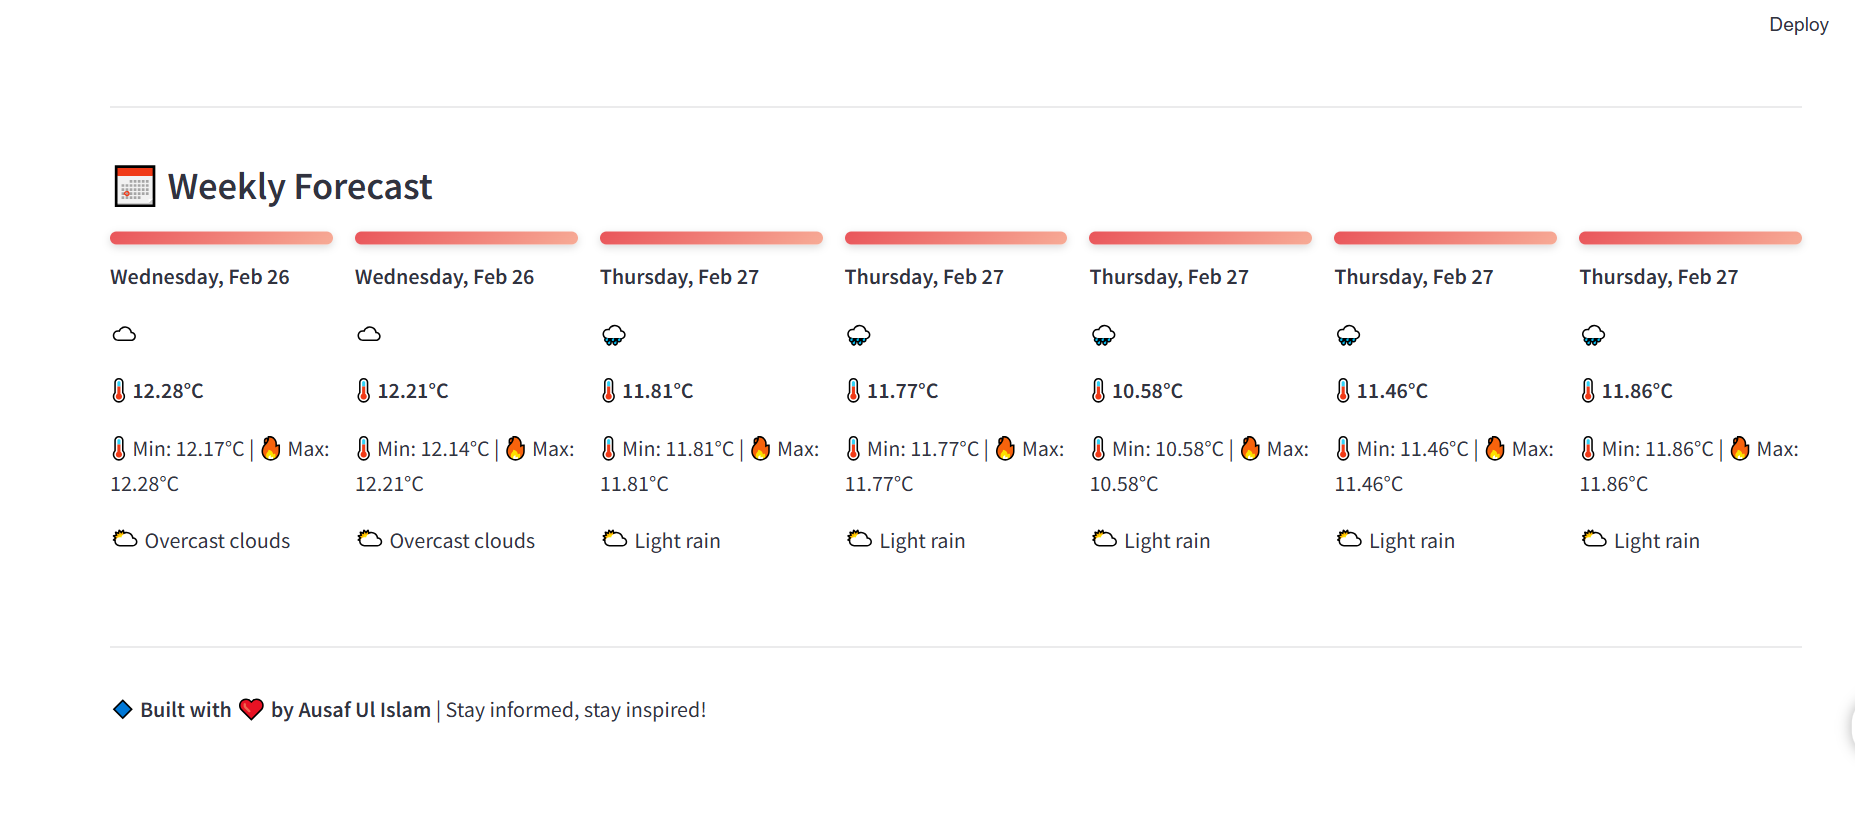 Deploy
Weekly Forecast
Wednesday, Feb 26
Wednesday, Feb 26
Thursday, Feb 27
Thursday, Feb 27
Thursday, Feb 27
Thursday, Feb 27
Thursday, Feb 27
12.28°C
12.21°C
11.81°C
11.77°C
10.58°C
11.46°C
11.86°C
Min: 12.17°C | Max:
12.28°C
Min: 12.14°C | Max:
12.21°C
Min: 11.81°C | Max:
11.81°C
Min: 11.77°C | Max:
11.77°C
Min: 10.58°C | Max:
10.58°C
Min: 11.46°C | Max:
11.46°C
Min: 11.86°C | Max:
11.86°C
Overcast clouds
Overcast clouds
Light rain
Light rain
Light rain
Light rain
Light rain
Built with ❤️ by Ausaf Ul Islam | Stay informed, stay inspired!